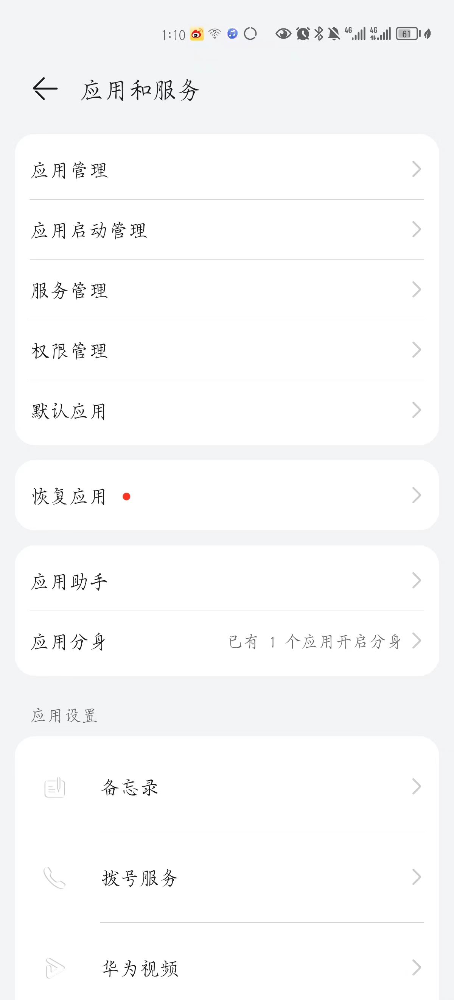 1:10 4G 4G 61
应用和服务
应用管理
应用启动管理
服务管理
权限管理
默认应用
恢复应用
应用助手
应用分身 已有 1 个应用开启分身
应用设置
备忘录
拨号服务
华为视频